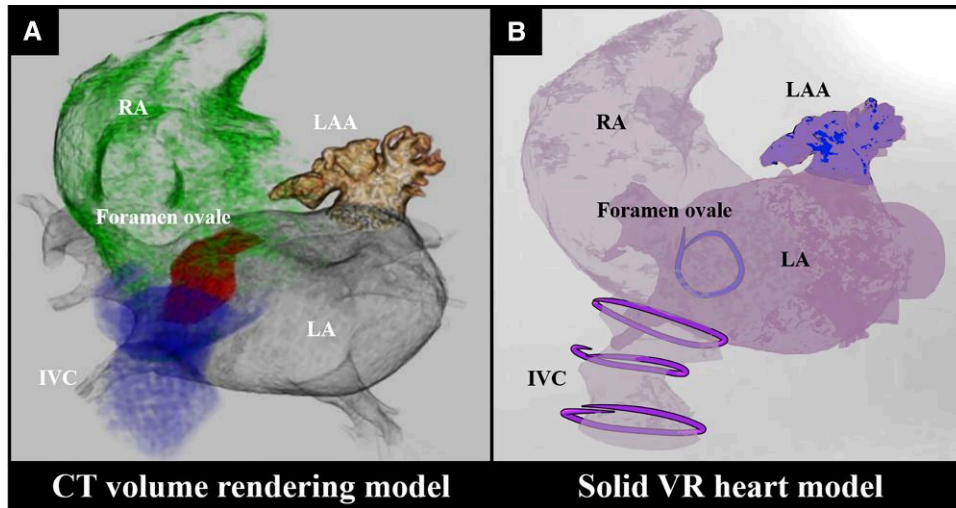 A
RA
LAA
Foramen ovale
LA
IVC
CT volume rendering model
B
LAA
RA
Foramen ovale
LA
IVC
Solid VR heart model